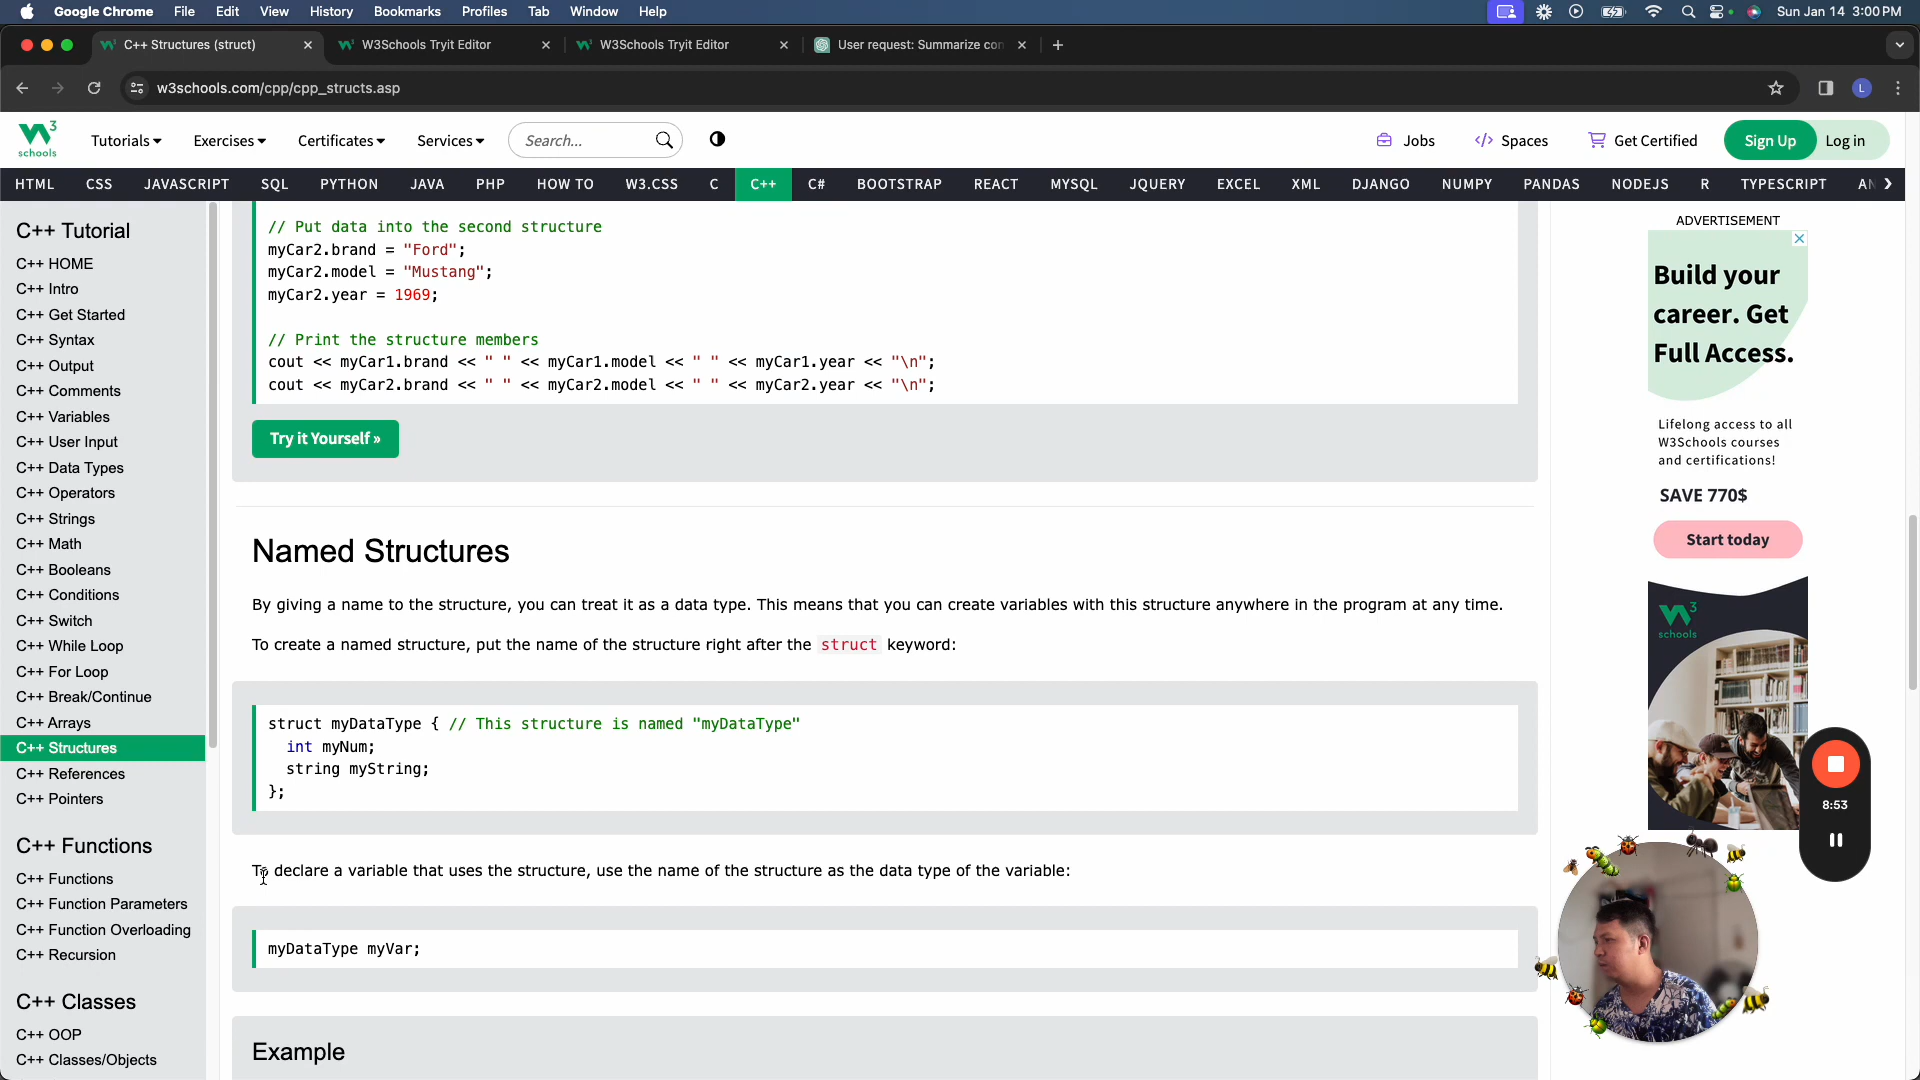 Google Chrome File Edit View History Bookmarks Profiles Tab Window Help
Sun Jan 14 3:00 PM
C++ Structures (struct)
W3Schools Tryit Editor
W3Schools Tryit Editor
User request: Summarize con
w3schools.com/cpp/cpp_structs.asp
L
W3
schools
Tutorials Exercises Certificates Services Search...
Jobs Spaces Get Certified Sign Up Log in
HTML CSS JAVASCRIPT SQL PYTHON JAVA PHP HOW TO W3.CSS C C++ C# BOOTSTRAP REACT MYSQL JQUERY EXCEL XML DJANGO NUMPY PANDAS NODEJS R TYPESCRIPT
C++ Tutorial
C++ HOME
C++ Intro
C++ Get Started
C++ Syntax
C++ Output
C++ Comments
C++ Variables
C++ User Input
C++ Data Types
C++ Operators
C++ Strings
C++ Math
C++ Booleans
C++ Conditions
C++ Switch
C++ While Loop
C++ For Loop
C++ Break/Continue
C++ Arrays
C++ Structures
C++ References
C++ Pointers
C++ Functions
C++ Functions
C++ Function Parameters
C++ Function Overloading
C++ Recursion
C++ Classes
C++ OOP
C++ Classes/Objects
// Put data into the second structure
myCar2.brand = "Ford";
myCar2.model = "Mustang";
myCar2.year = 1969;
// Print the structure members
cout << myCar1.brand << " " << myCar1.model << " " << myCar1.year << "\n";
cout << myCar2.brand << " " << myCar2.model << " " << myCar2.year << "\n";
Try it Yourself »
Named Structures
By giving a name to the structure, you can treat it as a data type. This means that you can create variables with this structure anywhere in the program at any time.
To create a named structure, put the name of the structure right after the struct keyword:
struct myDataType { // This structure is named "myDataType"
int myNum;
string myString;
};
To declare a variable that uses the structure, use the name of the structure as the data type of the variable:
myDataType myVar;
Example
ADVERTISEMENT
Build your
career. Get
Full Access.
Lifelong access to all
W3Schools courses
and certifications!
SAVE 770$
Start today
W3
schools
8:53